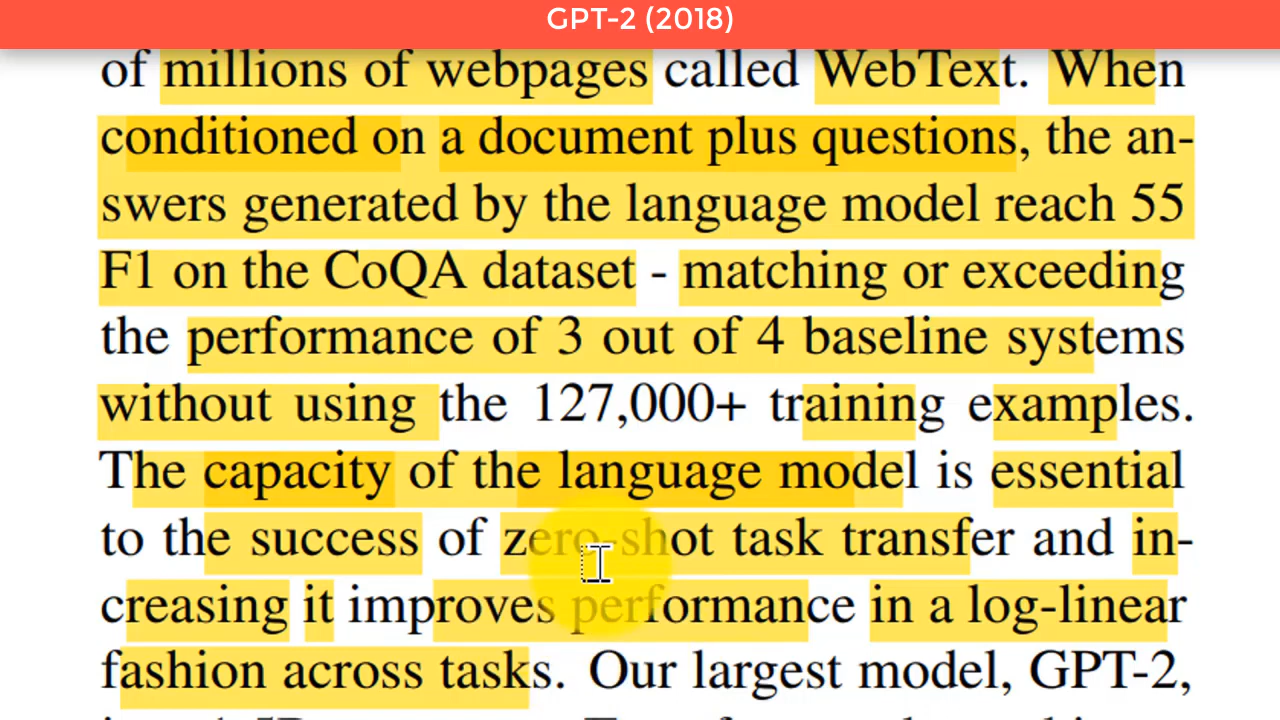 GPT-2 (2018)
of millions of webpages called WebText. When
conditioned on a document plus questions, the an-
swers generated by the language model reach 55
F1 on the CoQA dataset - matching or exceeding
the performance of 3 out of 4 baseline systems
without using the 127,000+ training examples.
The capacity of the language model is essential
to the success of zero-shot task transfer and in-
creasing it improves performance in a log-linear
fashion across tasks. Our largest model, GPT-2,